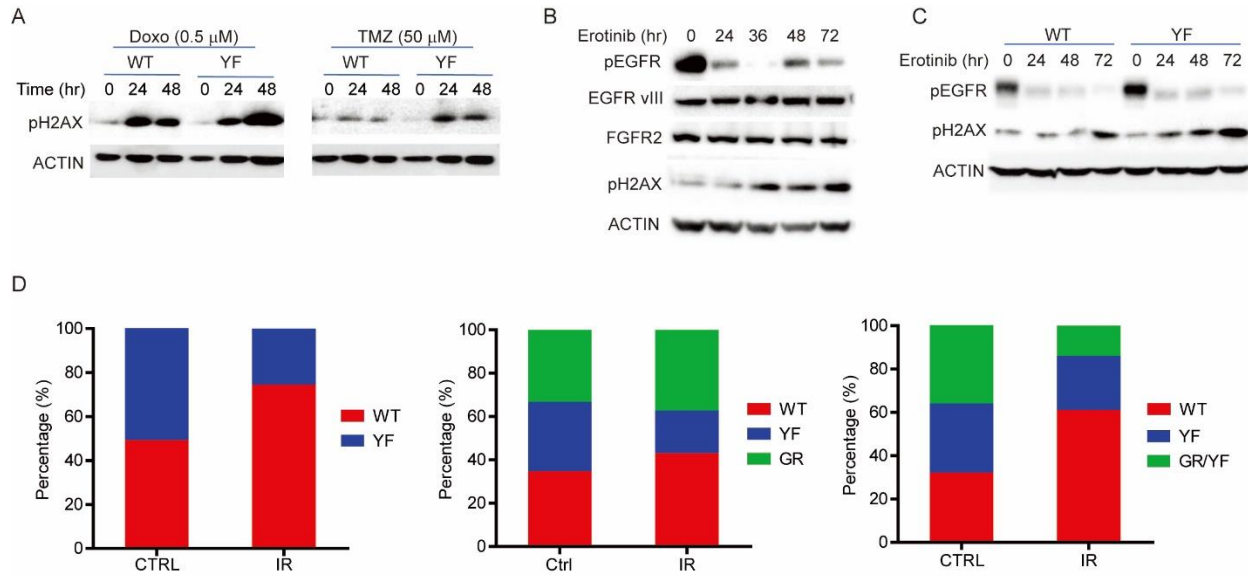 A
Doxo (0.5 μM)
TMZ (50 μM)
WT
YF
WT
YF
Time (hr) 0 24 48 0 24 48 0 24 48 0 24 48
pH2AX
ACTIN
B
Erotinib (hr) 0 24 36 48 72
pEGFR
EGFR vIII
FGFR2
pH2AX
ACTIN
C
WT
YF
Erotinib (hr) 0 24 48 72 0 24 48 72
pEGFR
pH2AX
ACTIN
D
Percentage (%)
100
80
60
40
20
0
CTRL
IR
WT
YF
Percentage (%)
100
80
60
40
20
0
Ctrl
IR
WT
YF
GR
Percentage (%)
100
80
60
40
20
0
CTRL
IR
WT
YF
GR/YF